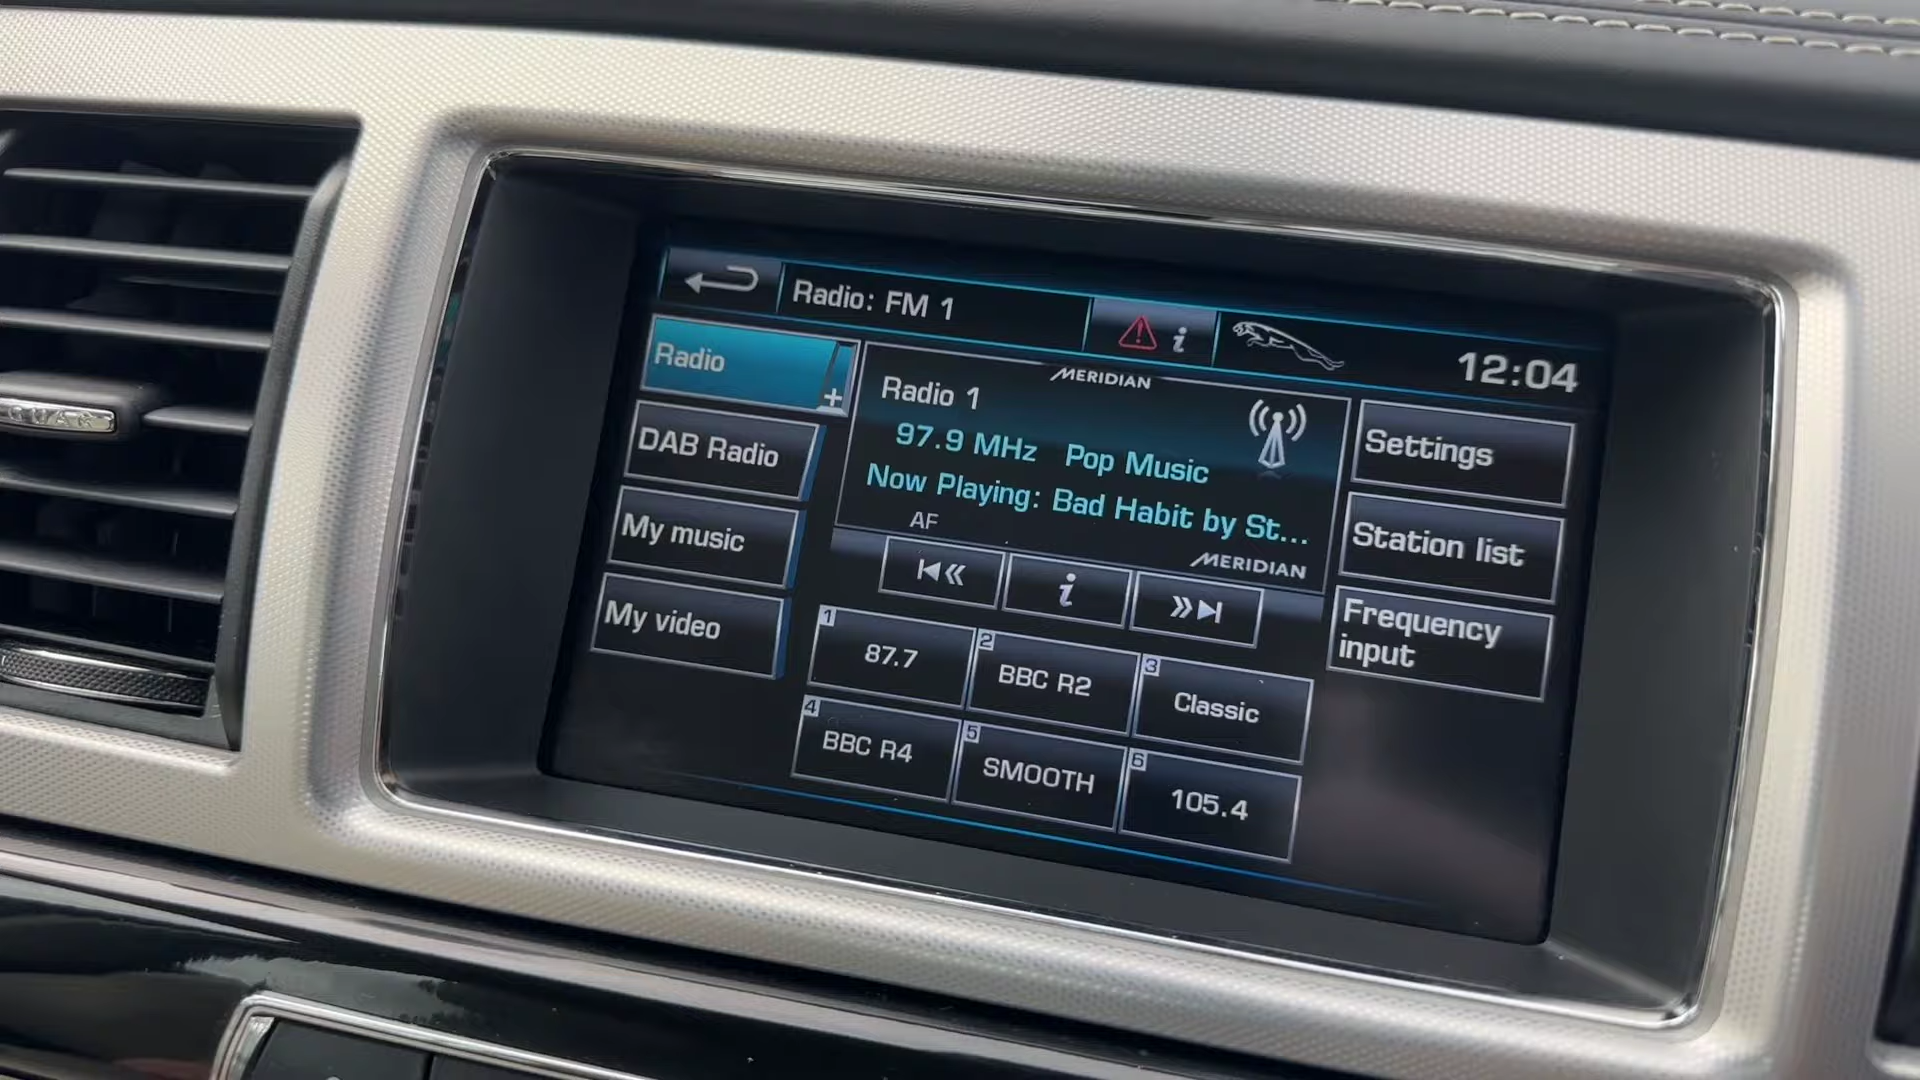 Radio: FM 1
i
12:04
Radio
+
DAB Radio
My music
My video
MERIDIAN
Radio 1
97.9 MHz Pop Music
Now Playing: Bad Habit by St...
AF
MERIDIAN
i
1
87.7
2
BBC R2
3
Classic
4
BBC R4
5
SMOOTH
6
105.4
Settings
Station list
Frequency
input